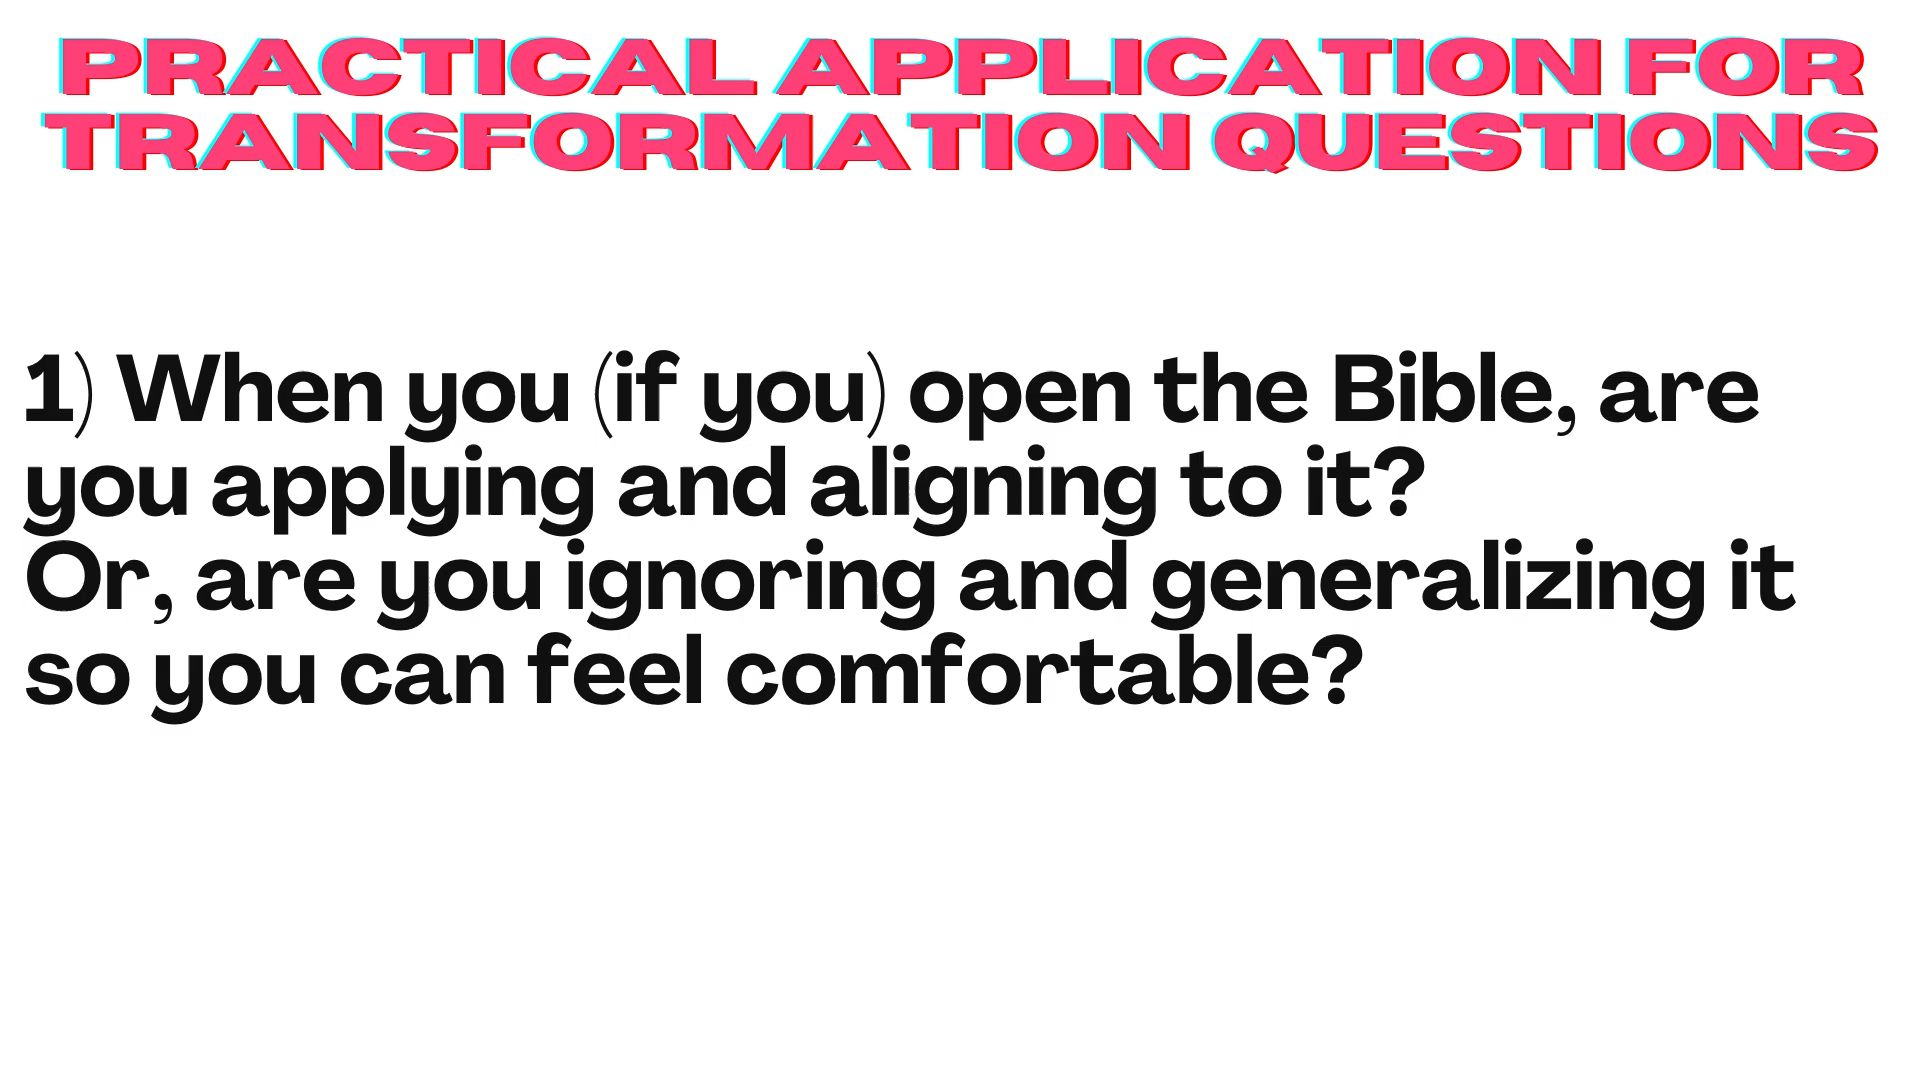 PRACTICAL APPLICATION FOR
TRANSFORMATION QUESTIONS
1) When you (if you) open the Bible, are
you applying and aligning to it?
Or, are you ignoring and generalizing it
so you can feel comfortable?